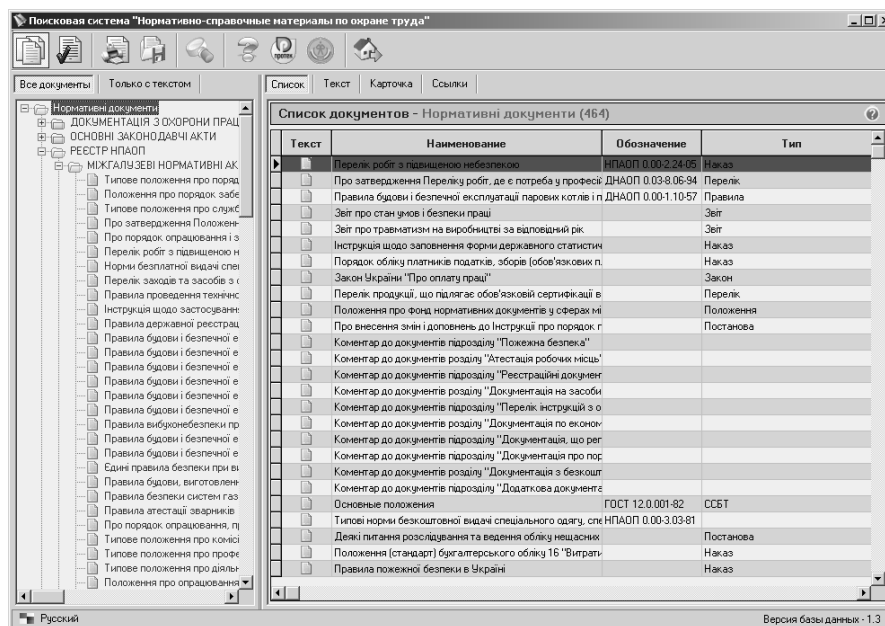 Поисковая система "Нормативно-справочные материалы по охране труда"
Все документы Только с текстом
Список Текст Карточка Ссылки
Нормативні документи
ДОКУМЕНТАЦІЯ З ОХОРОНИ ПРАЦ
ОСНОВНІ ЗАКОНОДАВЧІ АКТИ
РЕЄСТР НПАОП
МІЖГАЛУЗЕВІ НОРМАТИВНІ АК
Типове положення про поряд
Положення про порядок забе
Типове положення про служб
Про затвердження Положенн
Про порядок опрацювання і з
Перелік робіт з підвищеною н
Норми безплатної видачі спец
Перелік заходів та засобів з о
Правила проведення технічно
Інструкція щодо застосуванн
Правила державної реєстрац
Правила будови і безпечної е
Правила будови і безпечної е
Правила будови і безпечної е
Правила будови і безпечної е
Правила будови і безпечної е
Правила вибухонебезпеки пр
Правила будови і безпечної е
Правила будови і безпечної е
Єдині правила безпеки при ви
Правила будови, виготовленн
Правила безпеки систем газ
Правила атестації зварників
Про порядок опрацювання, п
Типове положення про комісі
Типове положення про профе
Типове положення про діяльн
Положення про опрацювання
Список документов - Нормативні документи (464)
Текст Наименование Обозначение Тип
Перелік робіт з підвищеною небезпекою НПАОП 0.00-2.24-05 Наказ
Про затвердження Переліку робіт, де є потреба у професі ДНАОП 0.03-8.06-94 Перелік
Правила будови і безпечної експлуатації парових котлів і п ДНАОП 0.00-1.10-57 Правила
Звіт про стан умов і безпеки праці Звіт
Звіт про травматизм на виробництві за відповідний рік Звіт
Інструкція щодо заповнення форми державного статистич Наказ
Порядок обліку платників податків, зборів (обов'язкових п. Наказ
Закон України "Про оплату праці" Закон
Перелік продукції, що підлягає обов'язковій сертифікації в Перелік
Положення про фонд нормативних документів у сферах мі Положення
Про внесення змін і доповнень до Інструкції про порядок г Постанова
Коментар до документів підрозділу "Пожежна безпека"
Коментар до документів розділу "Атестація робочих місць"
Коментар до документів підрозділу "Реєстраційні документ
Коментар до документів розділу "Документація на засоби
Коментар до документів підрозділу "Перелік інструкцій з о
Коментар до документів розділу "Документація по економ
Коментар до документів підрозділу "Документація, що рег
Коментар до документів підрозділу "Документація про пор
Коментар до документів розділу "Документація з безкошт
Коментар до документів підрозділу "Додаткова документа
Основные положения ГОСТ 12.0.001-82 ССБТ
Типові норми безкоштовної видачі спеціального одягу, спе НПАОП 0.00-3.03-81
Деякі питання розслідування та ведення обліку нещасних Постанова
Положення (стандарт) бухгалтерського обліку 16 "Витрати Наказ
Правила пожежної безпеки в Україні Наказ
Русский Версия базы данных - 1.3